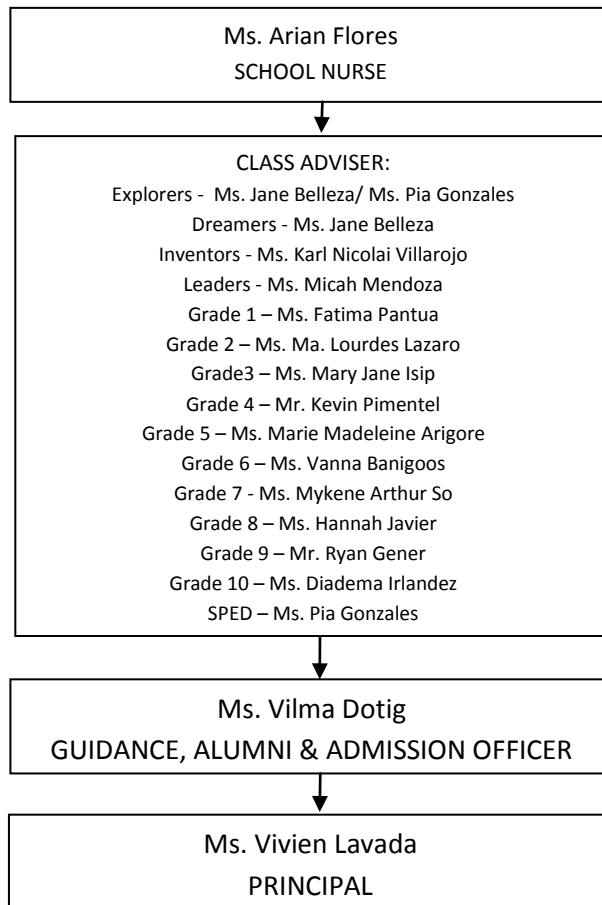 Ms. Arian Flores
SCHOOL NURSE
CLASS ADVISER:
Explorers -  Ms. Jane Belleza/ Ms. Pia Gonzales
Dreamers - Ms. Jane Belleza
Inventors - Ms. Karl Nicolai Villarojo
Leaders - Ms. Micah Mendoza
Grade 1 – Ms. Fatima Pantua
Grade 2 – Ms. Ma. Lourdes Lazaro
Grade3 – Ms. Mary Jane Isip
Grade 4 – Mr. Kevin Pimentel
Grade 5 – Ms. Marie Madeleine Arigore
Grade 6 – Ms. Vanna Banigoos
Grade 7 - Ms. Mykene Arthur So
Grade 8 – Ms. Hannah Javier
Grade 9 – Mr. Ryan Gener
Grade 10 – Ms. Diadema Irlandez
SPED – Ms. Pia Gonzales
Ms. Vilma Dotig
GUIDANCE, ALUMNI & ADMISSION OFFICER
Ms. Vivien Lavada
PRINCIPAL